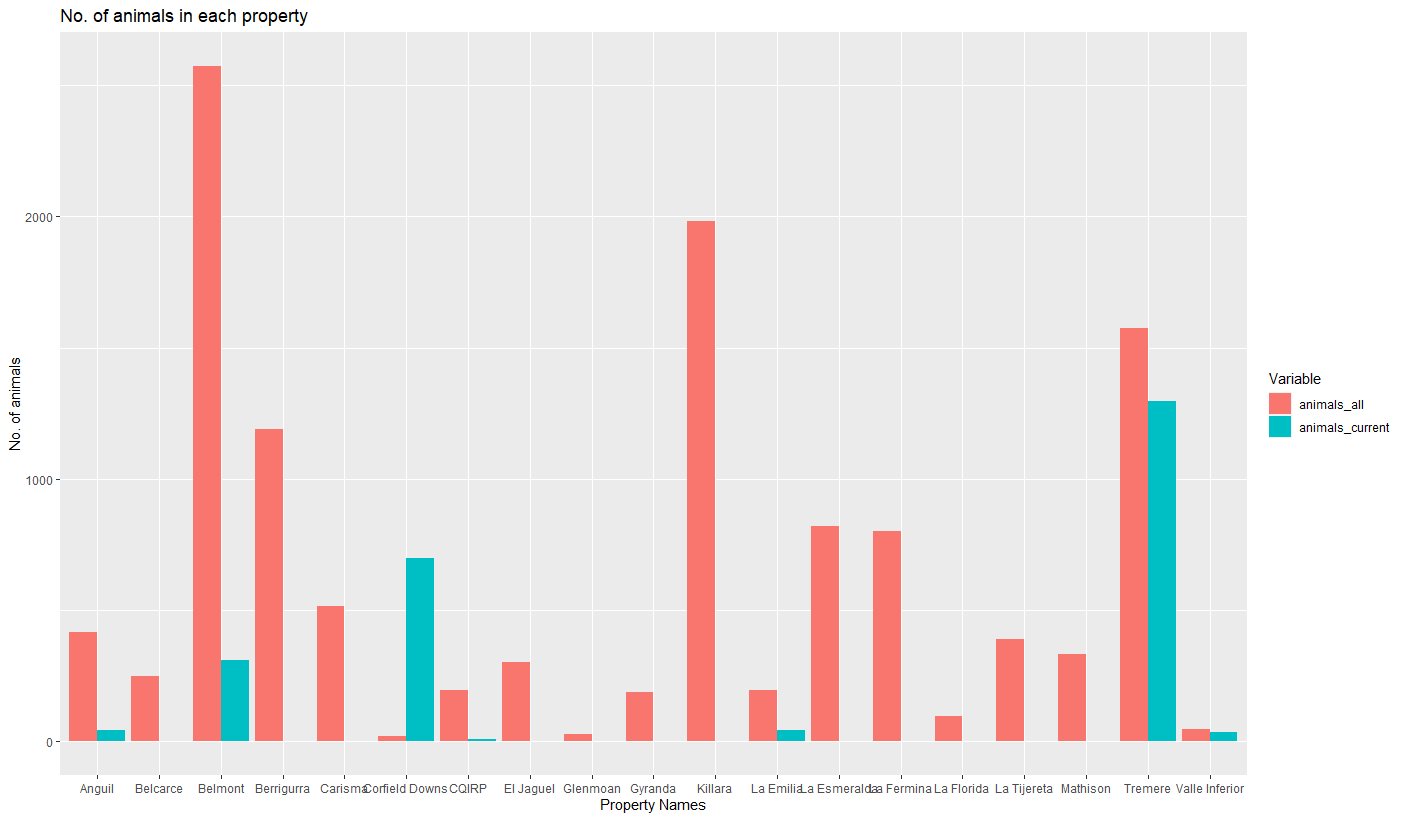 No. of animals in each property
No. of animals
2000
1000
0
Anguil Belcarce Belmont Berrigurra Carisma Corfield Downs CQIRP El Jaguel Glenmoan Gyranda Killara La Emilia La Esmeralda La Fermina La Florida La Tijereta Mathison Tremere Valle Inferior
Property Names
Variable
animals_all
animals_current